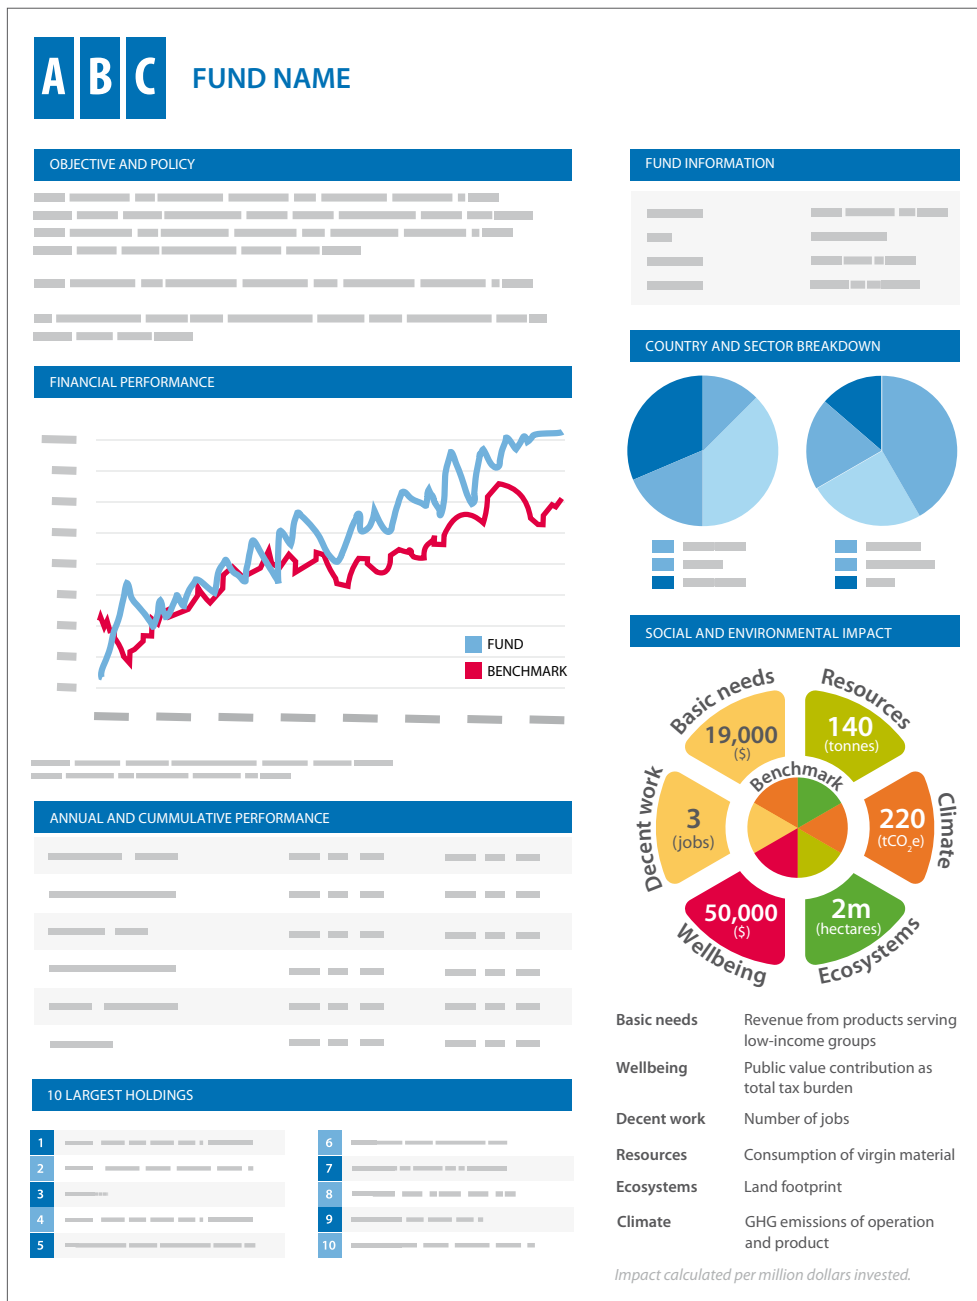 ABC
FUND NAME
OBJECTIVE AND POLICY
FINANCIAL PERFORMANCE
FUND
BENCHMARK
ANNUAL AND CUMMULATIVE PERFORMANCE
10 LARGEST HOLDINGS
1
2
3
4
5
6
7
8
9
10
FUND INFORMATION
COUNTRY AND SECTOR BREAKDOWN
SOCIAL AND ENVIRONMENTAL IMPACT
Basic needs
19,000
($)
Resources
140
(tonnes)
Benchmark
Decent work
3
(jobs)
Climate
220
(tCO₂e)
Wellbeing
50,000
($)
Ecosystems
2m
(hectares)
Basic needs Revenue from products serving
low-income groups
Wellbeing Public value contribution as
total tax burden
Decent work Number of jobs
Resources Consumption of virgin material
Ecosystems Land footprint
Climate GHG emissions of operation
and product
Impact calculated per million dollars invested.